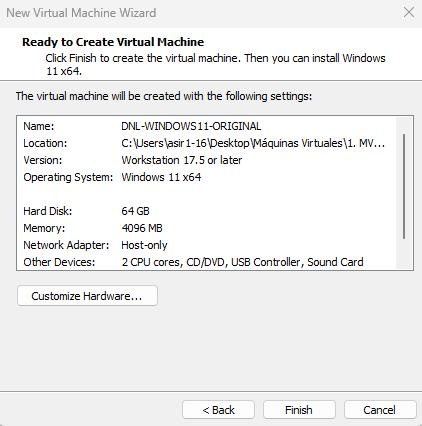 New Virtual Machine Wizard
Ready to Create Virtual Machine
Click Finish to create the virtual machine. Then you can install Windows
11 x64.
The virtual machine will be created with the following settings:
Name: DNL-WINDOWS11-ORIGINAL
Location: C:\Users\asir1-16\Desktop\Máquinas Virtuales\1. MV...
Version: Workstation 17.5 or later
Operating System: Windows 11 x64
Hard Disk: 64 GB
Memory: 4096 MB
Network Adapter: Host-only
Other Devices: 2 CPU cores, CD/DVD, USB Controller, Sound Card
Customize Hardware...
< Back Finish Cancel